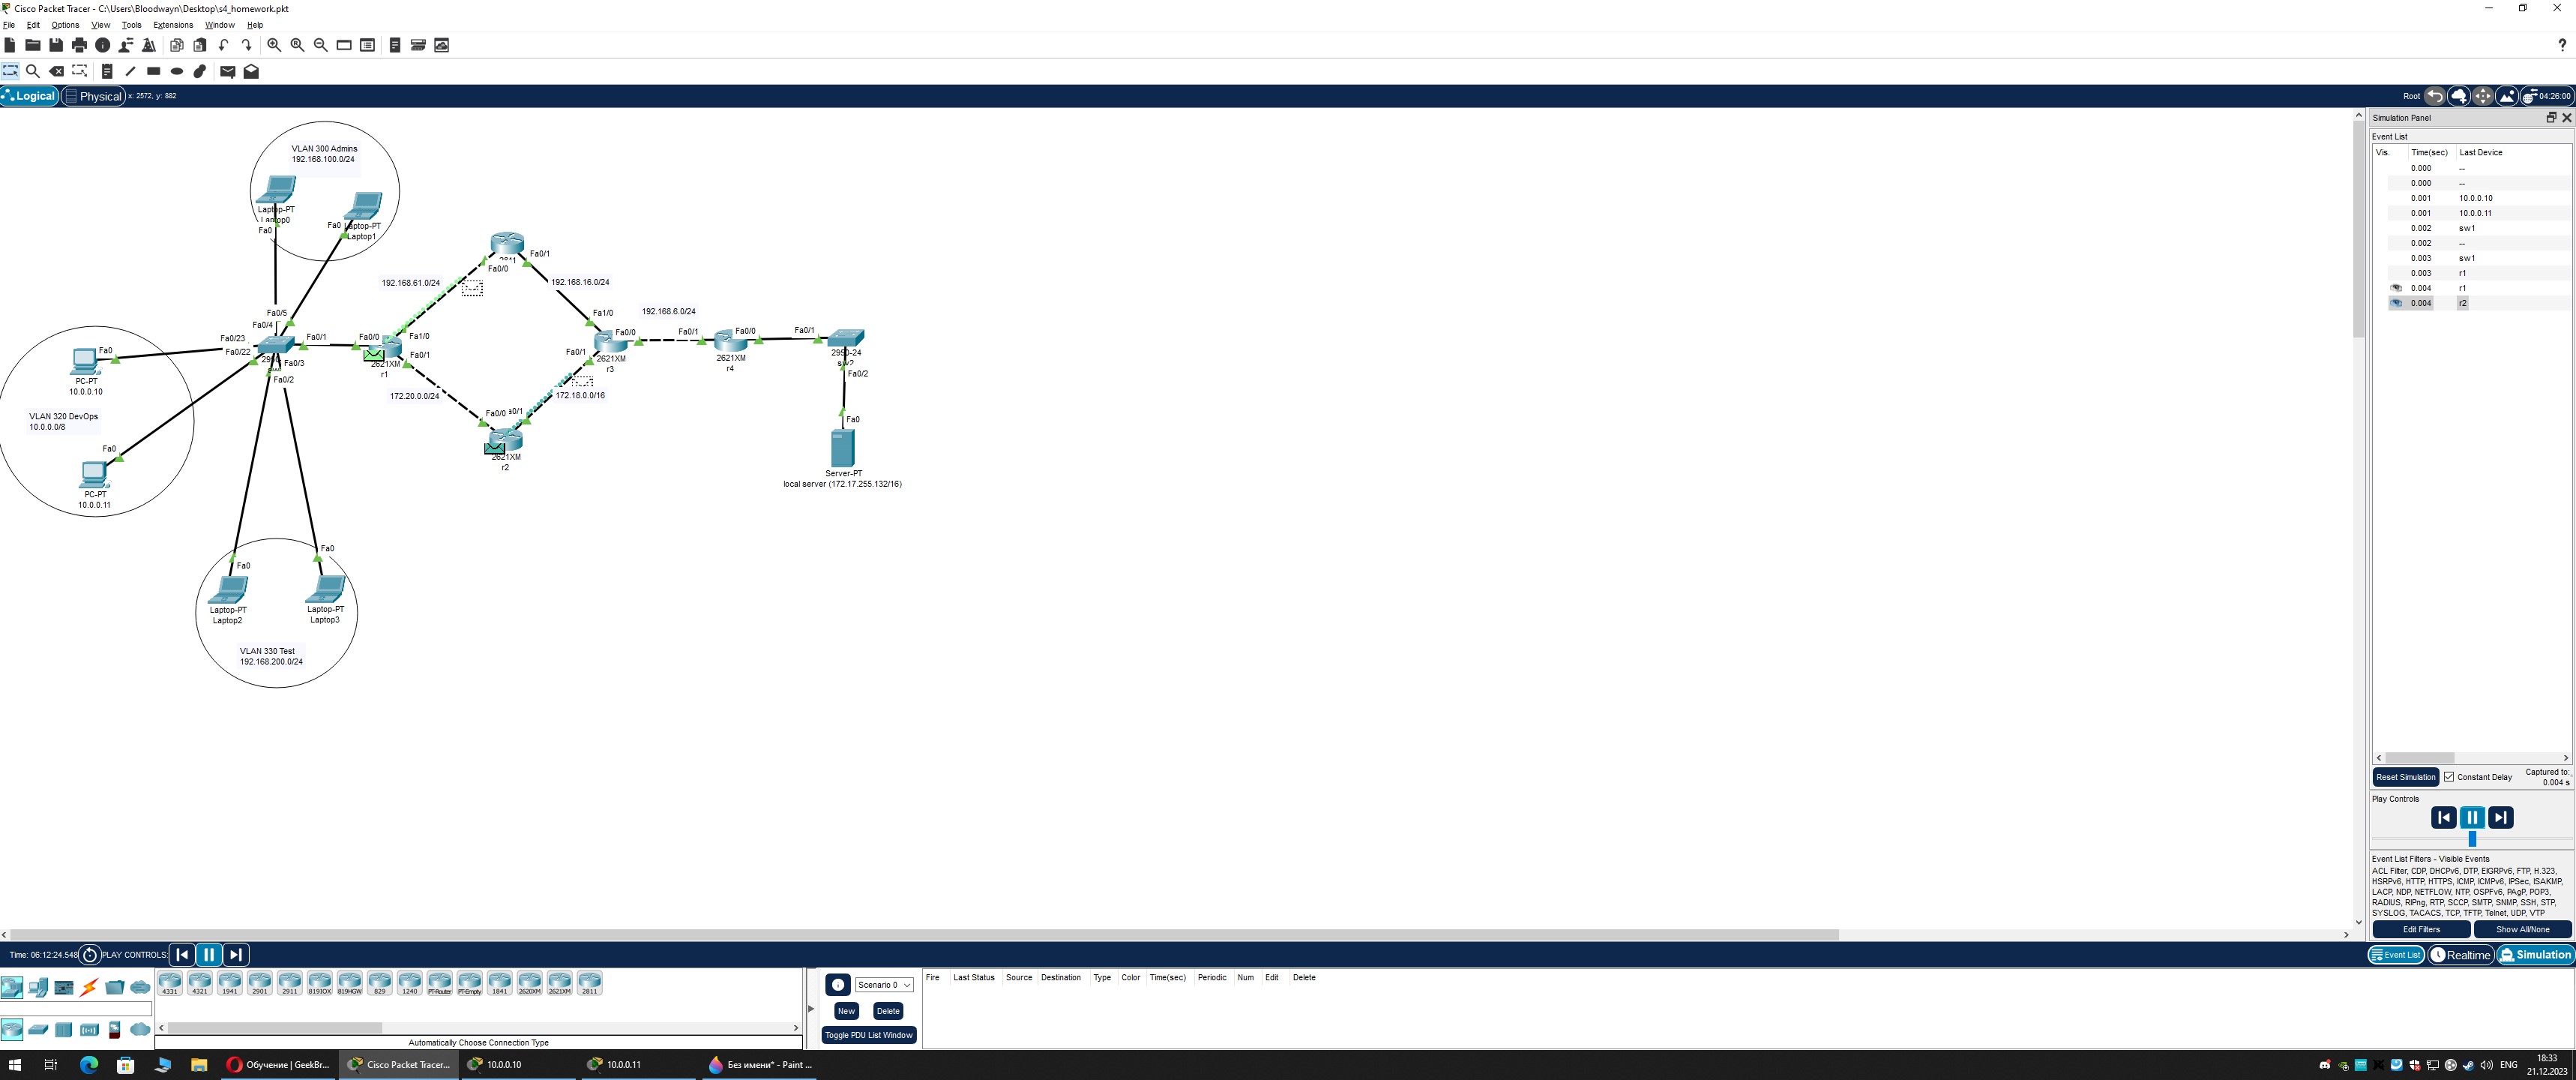 Cisco Packet Tracer - C:\Users\Bloodwayn\Desktop\s4_homework.pkt
File Edit Options View Tools Extensions Window Help
Logical Physical x: 2572, y: 882
Root 04:26:00
Simulation Panel
Event List
Vis. Time(sec) Last Device
0.000 --
0.000 --
0.001 10.0.0.10
0.001 10.0.0.11
0.002 sw1
0.002 --
0.003 sw1
0.003 r1
0.004 r1
0.004 r2
VLAN 300 Admins
192.168.100.0/24
Laptop-PT
Laptop0
Fa0
Fa0
Laptop-PT
Laptop1
Fa0/1
Fa0/0
192.168.61.0/24
192.168.16.0/24
192.168.6.0/24
Fa0/5
Fa0/4
Fa0/23
Fa0/22
Fa0/1
Fa0/3
Fa0/2
Fa0/0
Fa1/0
Fa0/1
2621XM
r1
Fa1/0
Fa0/0
Fa0/1
2621XM
r3
Fa0/1
Fa0/0
2621XM
r4
Fa0/1
2950-24
sw2
Fa0/2
Fa0
PC-PT
10.0.0.10
VLAN 320 DevOps
10.0.0.0/8
Fa0
PC-PT
10.0.0.11
172.20.0.0/24
172.18.0.0/16
Fa0/0
2621XM
r2
Fa0
Server-PT
local server (172.17.255.132/16)
Fa0
Fa0
Laptop-PT
Laptop2
Laptop-PT
Laptop3
VLAN 330 Test
192.168.200.0/24
Reset Simulation Constant Delay Captured to:
0.004 s
Play Controls
Event List Filters - Visible Events
ACL Filter, CDP, DHCPv6, DTP, EIGRPv6, FTP, H.323,
HSRPv6, HTTP, HTTPS, ICMP, ICMPv6, IPSec, ISAKMP,
LACP, NDP, NETFLOW, NTP, OSPFv6, PAgP, POP3,
RADIUS, RIPng, RTP, SCCP, SMTP, SNMP, SSH, STP,
SYSLOG, TACACS, TCP, TFTP, Telnet, UDP, VTP
Edit Filters Show All/None
Time: 06:12:24.548 PLAY CONTROLS:
Event List Realtime Simulation
4331 4321 1941 2901 2911 819IOX 819HGW 829 1240 PT-Router PT-Empty 1841 2620XM 2621XM 2811
Automatically Choose Connection Type
Scenario 0
New Delete
Toggle PDU List Window
Fire Last Status Source Destination Type Color Time(sec) Periodic Num Edit Delete
Обучение | GeekBr... Cisco Packet Tracer... 10.0.0.10 10.0.0.11 Без имени* - Paint ...
ENG
18:33
21.12.2023